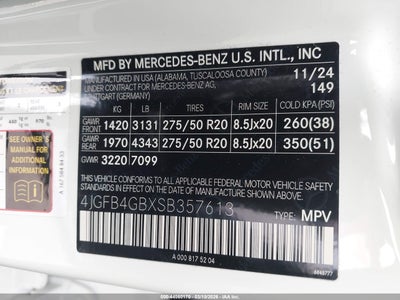 MFD BY MERCEDES-BENZ U.S. INTL., INC
MANUFACTURED IN USA (ALABAMA, TUSCALOOSA COUNTY) 11/24
UNDER CONTRACT FOR MERCEDES-BENZ AG, 149
STUTTGART (GERMANY)
KG LB TIRES RIM SIZE COLD KPA(PSI)
GAWR FRONT 1420 3131 275/50 R20 8.5Jx20 260(38)
GAWR REAR 1970 4343 275/50 R20 8.5Jx20 350(51)
GVWR 3220 7099
THIS VEHICLE CONFORMS TO ALL APPLICABLE FEDERAL
MOTOR VEHICLE SAFETY, BUMPER, AND THEFT PREVENTION
STANDARDS IN EFFECT ON THE DATE OF MANUFACTURE SHOWN ABOVE.
4JGFB4GBXSB357613 MPV
A 000 817 52 04
SEE OWNER'S
MANUAL FOR
ADDITIONAL
INFORMATION